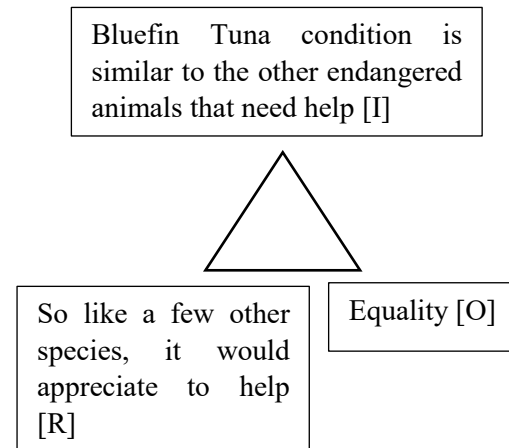 Bluefin Tuna condition is
similar to the other endangered
animals that need help [I]
So like a few other
species, it would
appreciate to help
[R]
Equality [O]